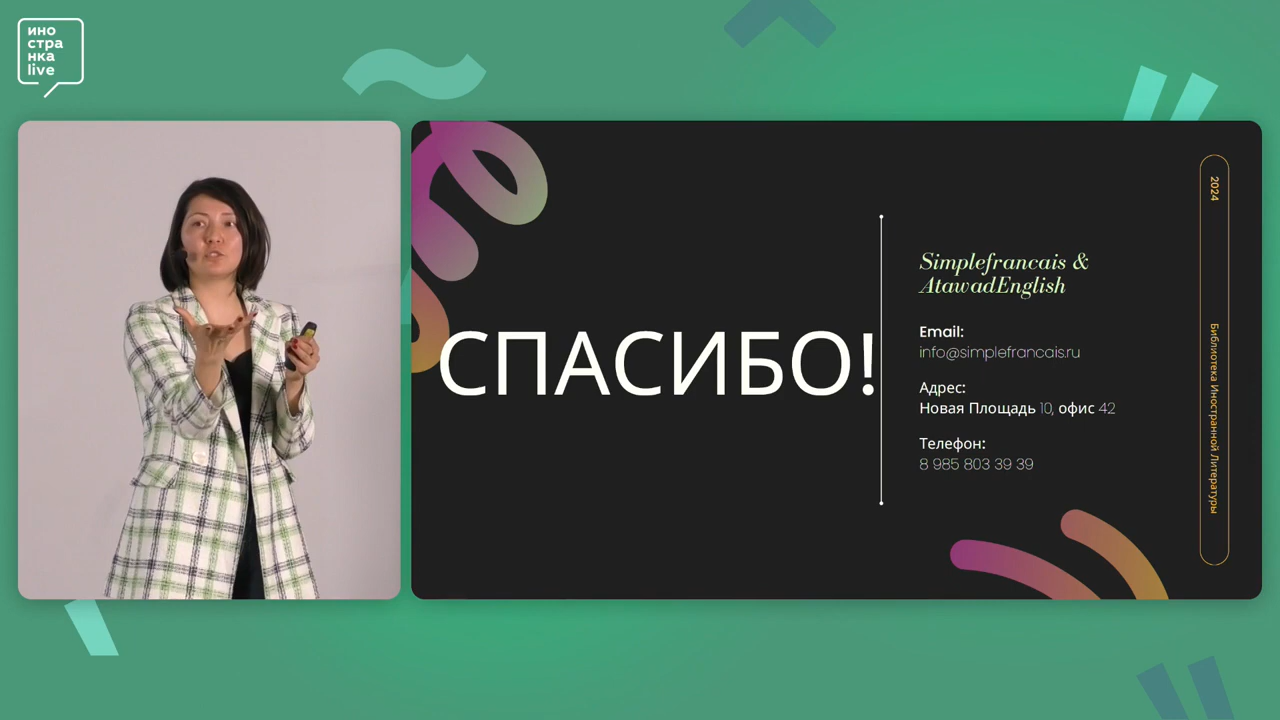 ино
стра
нка
live
СПАСИБО!
Simplefrancais &
AtawadEnglish
Email:
info@simplefrancais.ru
Адрес:
Новая Площадь 10, офис 42
Телефон:
8 985 803 39 39
2024
Библиотека Иностранной Литературы